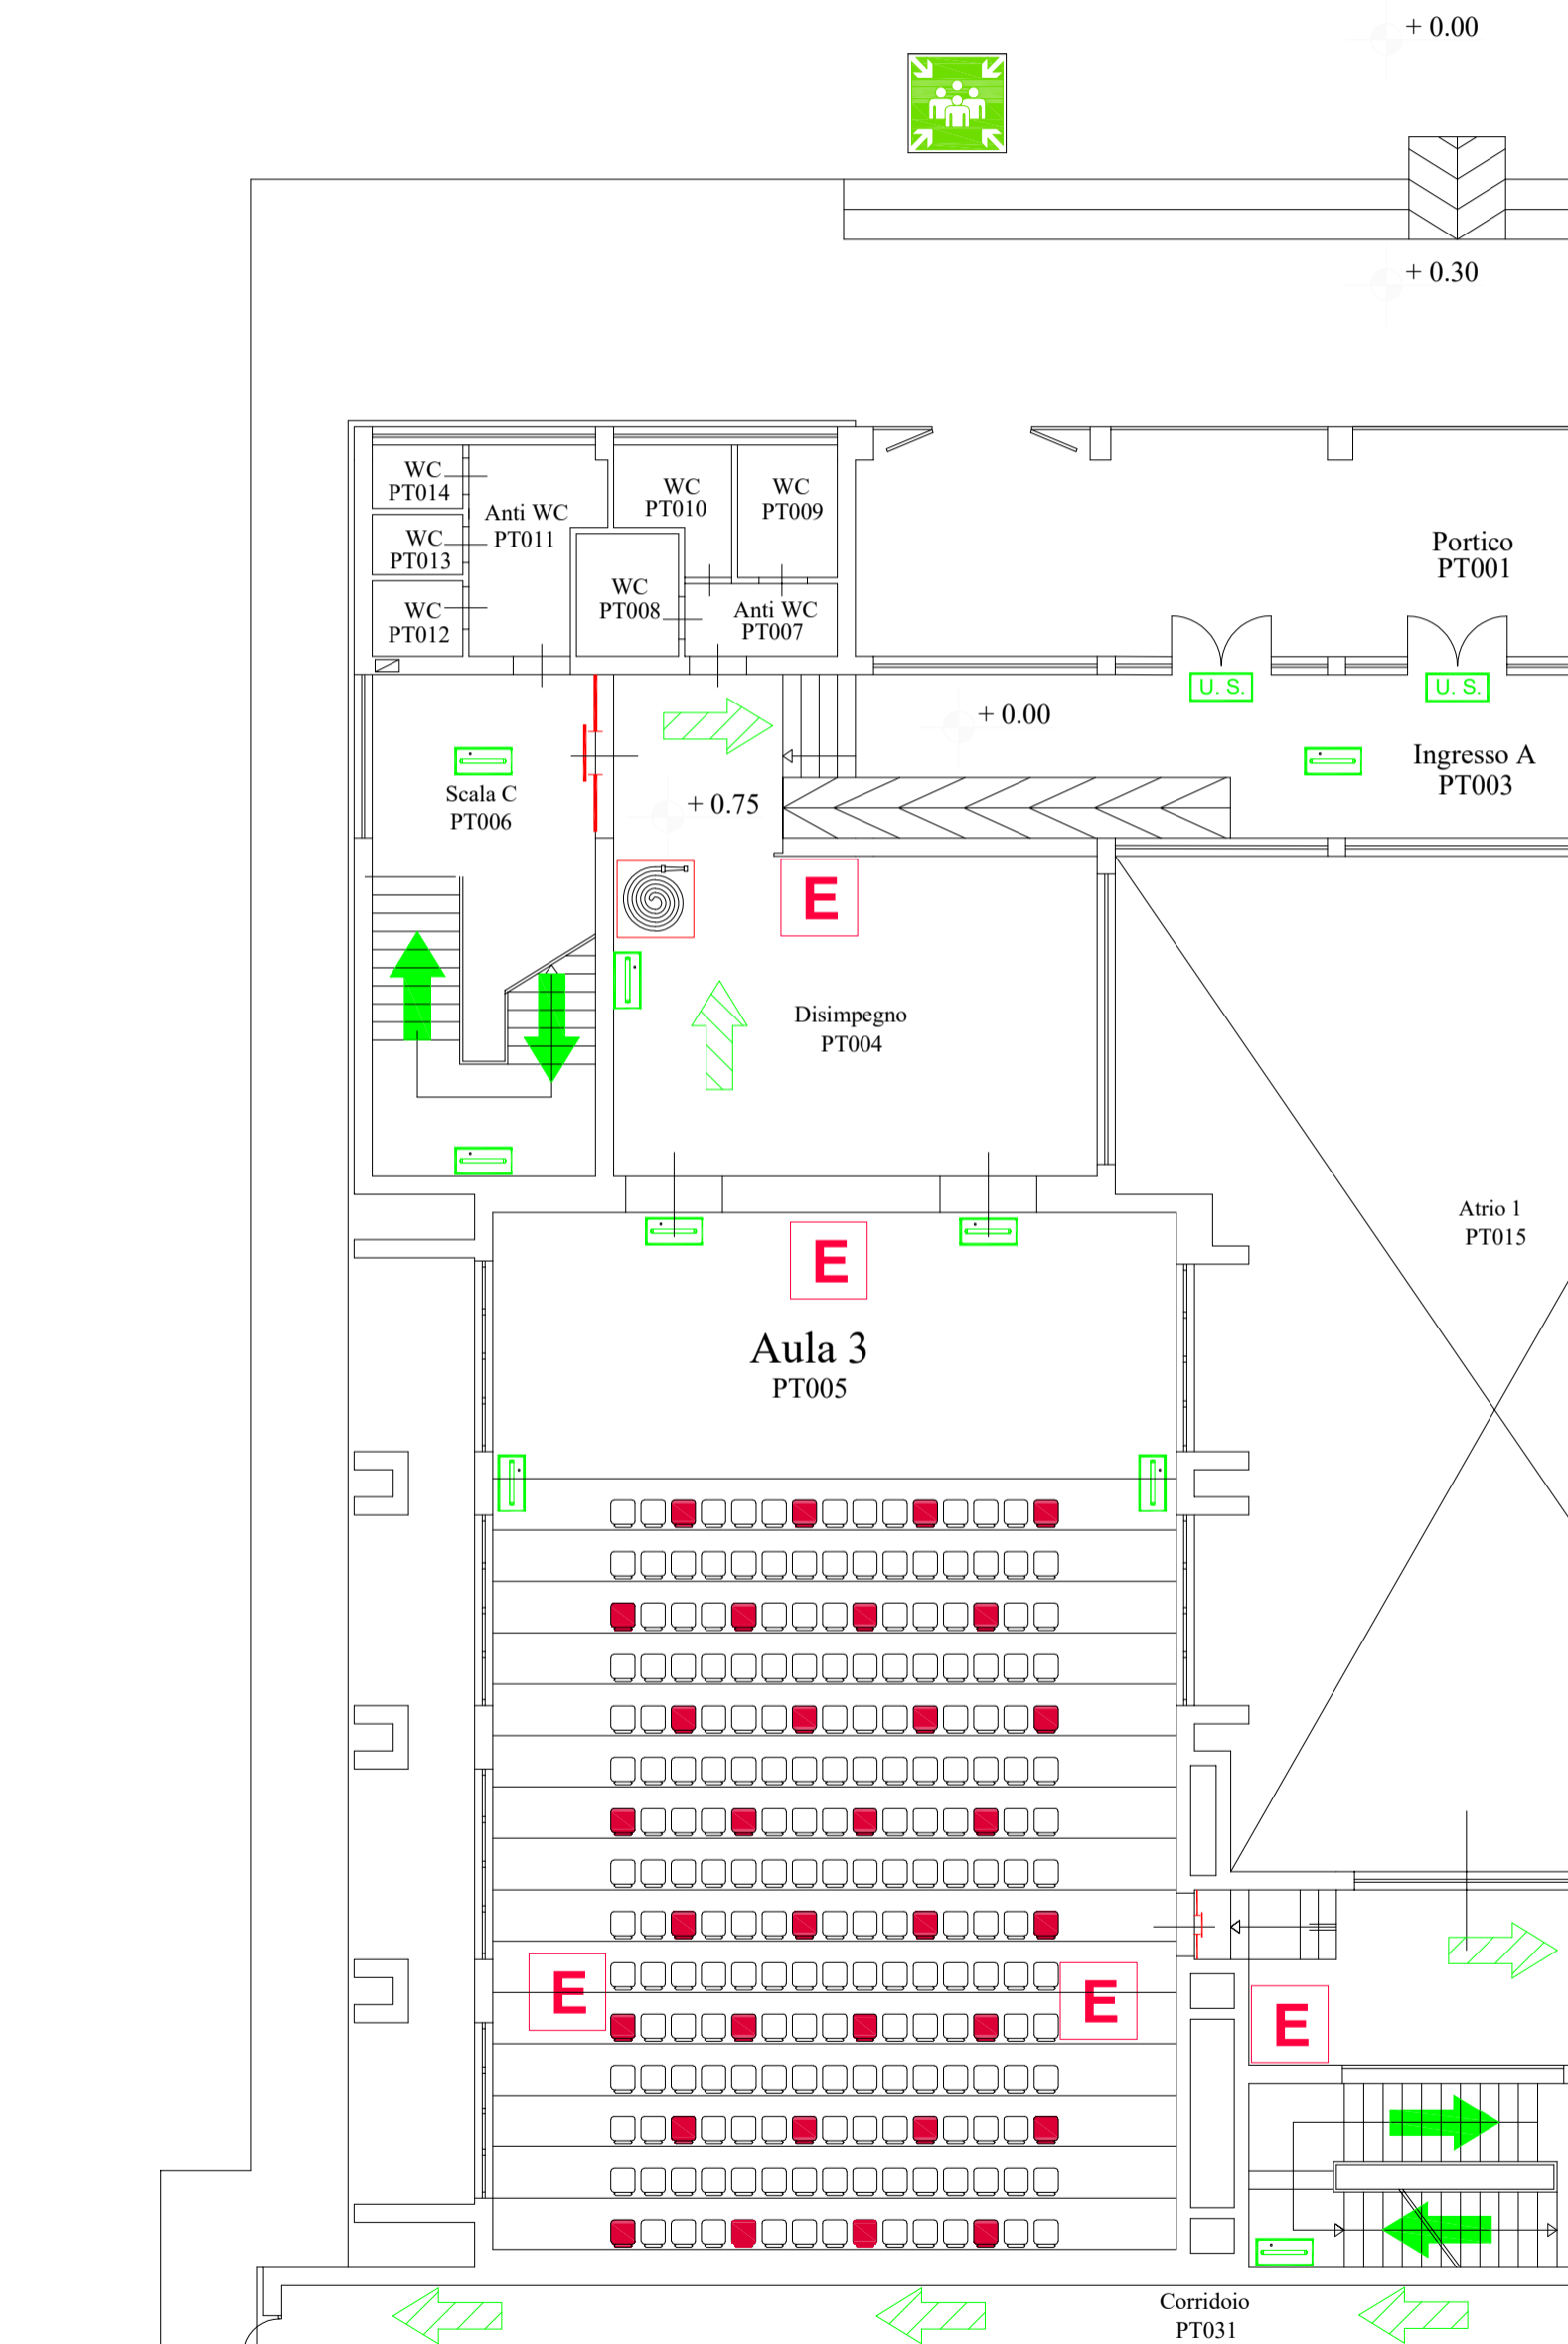 + 0.00
+ 0.30
WC
PT014
WC
PT013
WC
PT012
Anti WC
PT011
WC
PT010
WC
PT009
WC
PT008
Anti WC
PT007
Portico
PT001
U. S.
U. S.
+ 0.00
Ingresso A
PT003
Scala C
PT006
+ 0.75
E
Disimpegno
PT004
Atrio 1
PT015
E
Aula 3
PT005
E
E
E
Corridoio
PT031